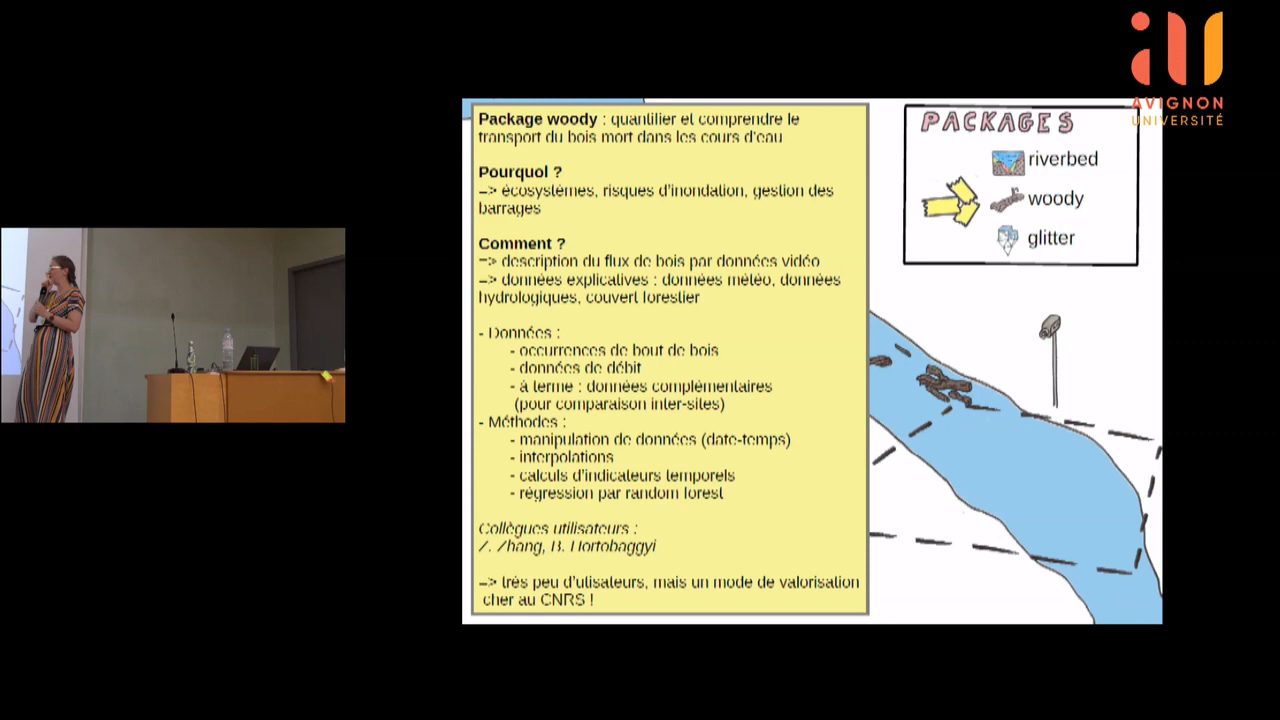 AVIGNON
UNIVERSITÉ
Package woody : quantifier et comprendre le
transport du bois mort dans les cours d'eau
Pourquoi ?
=> écosystèmes, risques d'inondation, gestion des
barrages
Comment ?
=> description du flux de bois par données vidéo
=> données explicatives : données météo, données
hydrologiques, couvert forestier
- Données :
- occurrences de bout de bois
- données de débit
- à terme : données complémentaires
(pour comparaison inter-sites)
- Méthodes :
- manipulation de données (date-temps)
- interpolations
- calculs d'indicateurs temporels
- régression par random forest
Collègues utilisateurs :
Z. Zhang, B. Hortobaggyi
=> très peu d'utisateurs, mais un mode de valorisation
cher au CNRS !
PACKAGES
riverbed
woody
glitter